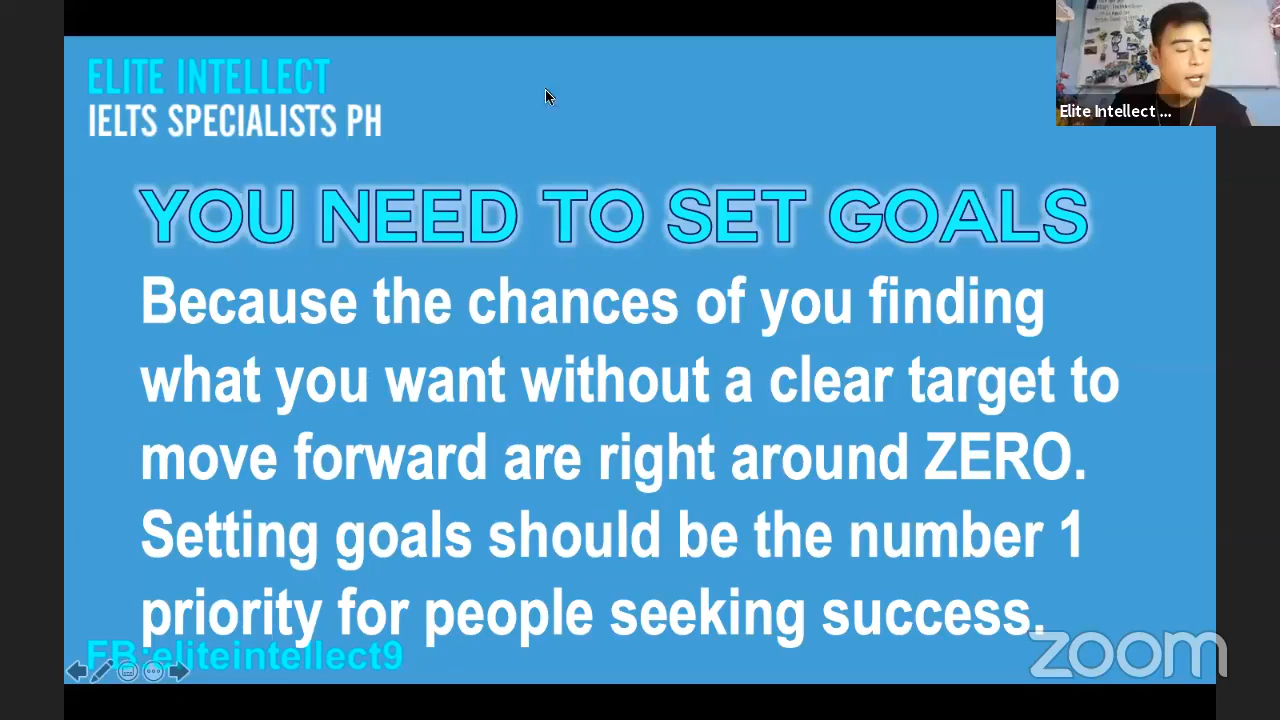 ELITE INTELLECT
IELTS SPECIALISTS PH
Elite Intellect ...
YOU NEED TO SET GOALS
Because the chances of you finding
what you want without a clear target to
move forward are right around ZERO.
Setting goals should be the number 1
priority for people seeking success.
FB:eliteintellect9
zoom